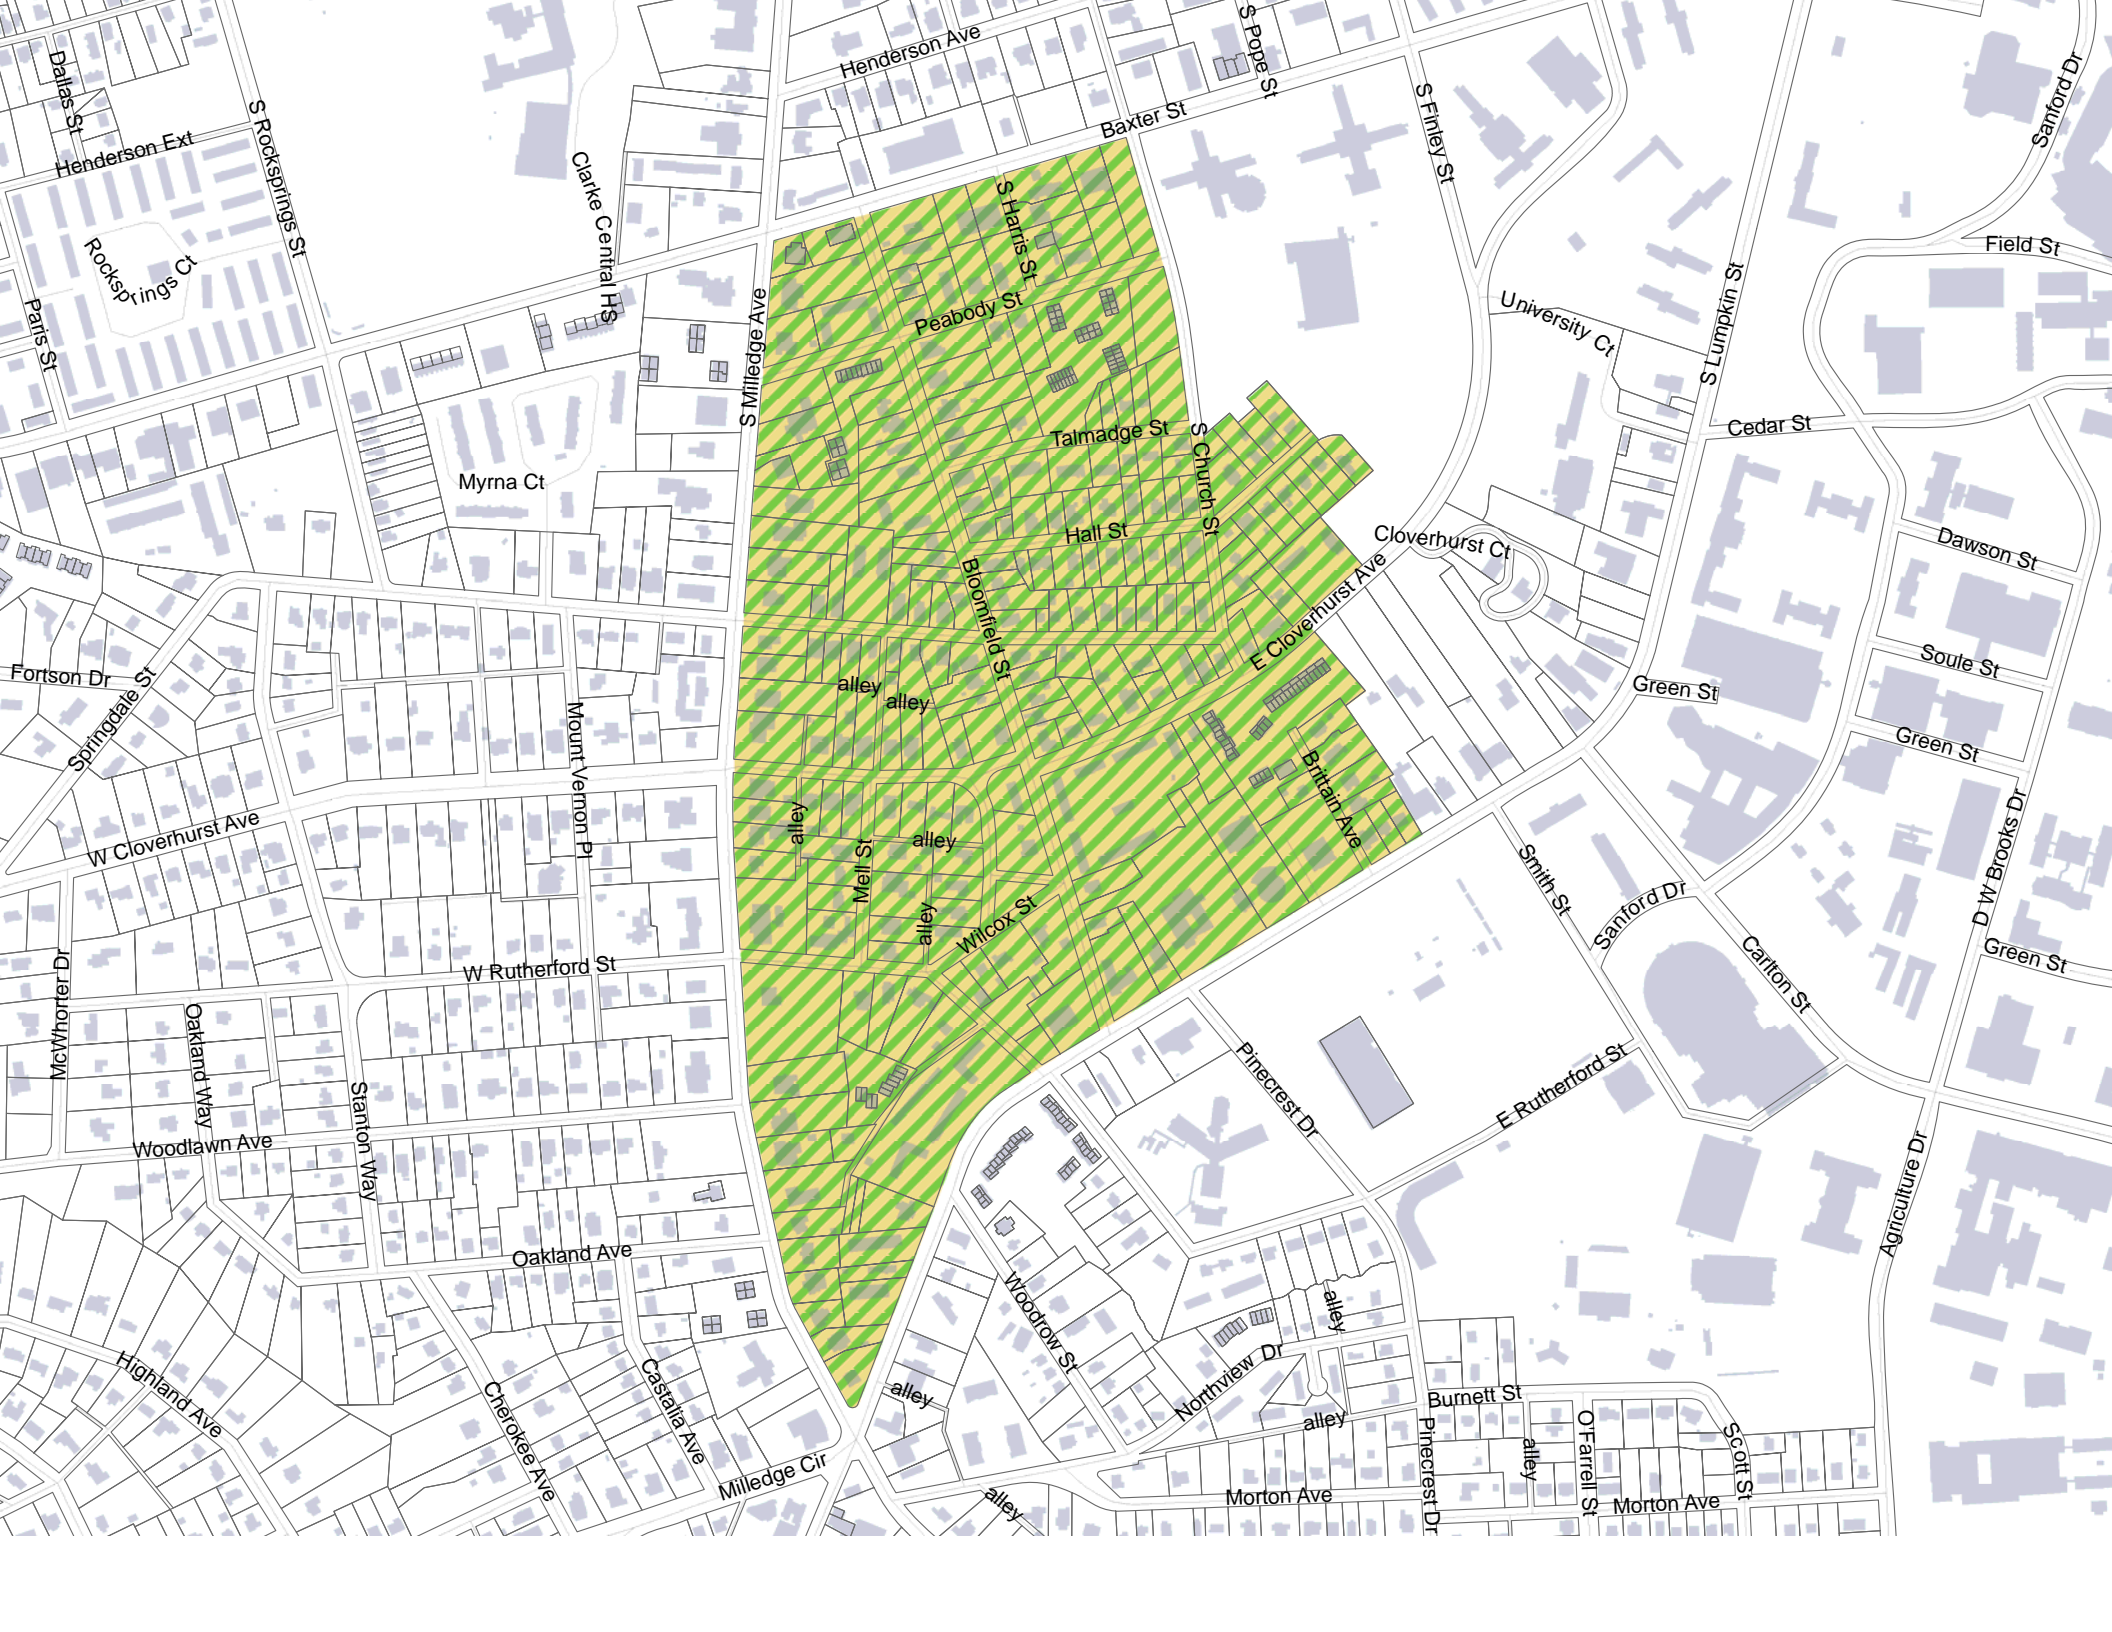 Henderson Ave
S Pope St
Dallas St
S Rocksprings St
Henderson Ext
Baxter St
S Finley St
Sanford Dr
Clarke Central HS
S Harris St
Rocksprings Ct
Field St
University Ct
S Lumpkin St
Paris St
Peabody St
S Milledge Ave
Talmadge St
S Church St
Cedar St
Myrna Ct
Hall St
Cloverhurst Ct
Dawson St
Bloomfield St
E Cloverhurst Ave
Soule St
Fortson Dr
Springdale St
alley
alley
Green St
Mount Vernon Pl
Green St
Brittain Ave
W Cloverhurst Ave
alley
Mell St
alley
Smith St
D W Brooks Dr
alley
Wilcox St
Sanford Dr
Carlton St
Green St
McWhorter Dr
W Rutherford St
Oakland Way
Pinecrest Dr
E Rutherford St
Stanton Way
Woodlawn Ave
Agriculture Dr
Oakland Ave
Woodrow St
alley
Highland Ave
Cherokee Ave
Castalia Ave
alley
Northview Dr
Burnett St
alley
Pinecrest Dr
alley
O'Farrell St
Scott St
Milledge Cir
alley
Morton Ave
Morton Ave